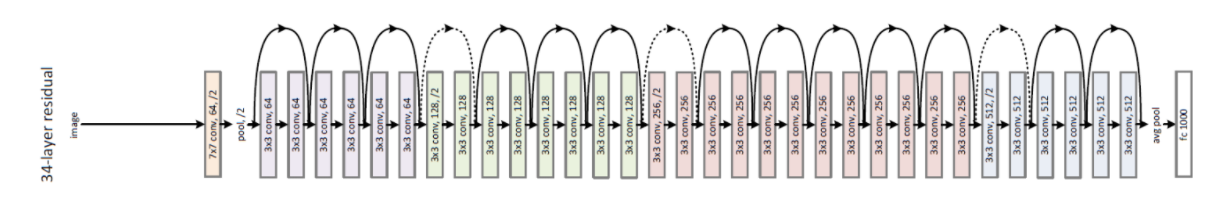 34-layer residual
image
7x7 conv, 64, /2
pool, /2
3x3 conv, 64
3x3 conv, 64
3x3 conv, 64
3x3 conv, 64
3x3 conv, 64
3x3 conv, 64
3x3 conv, 128, /2
3x3 conv, 128
3x3 conv, 128
3x3 conv, 128
3x3 conv, 128
3x3 conv, 128
3x3 conv, 128
3x3 conv, 128
3x3 conv, 256, /2
3x3 conv, 256
3x3 conv, 256
3x3 conv, 256
3x3 conv, 256
3x3 conv, 256
3x3 conv, 256
3x3 conv, 256
3x3 conv, 256
3x3 conv, 256
3x3 conv, 256
3x3 conv, 256
3x3 conv, 512, /2
3x3 conv, 512
3x3 conv, 512
3x3 conv, 512
3x3 conv, 512
3x3 conv, 512
avg pool
fc 1000